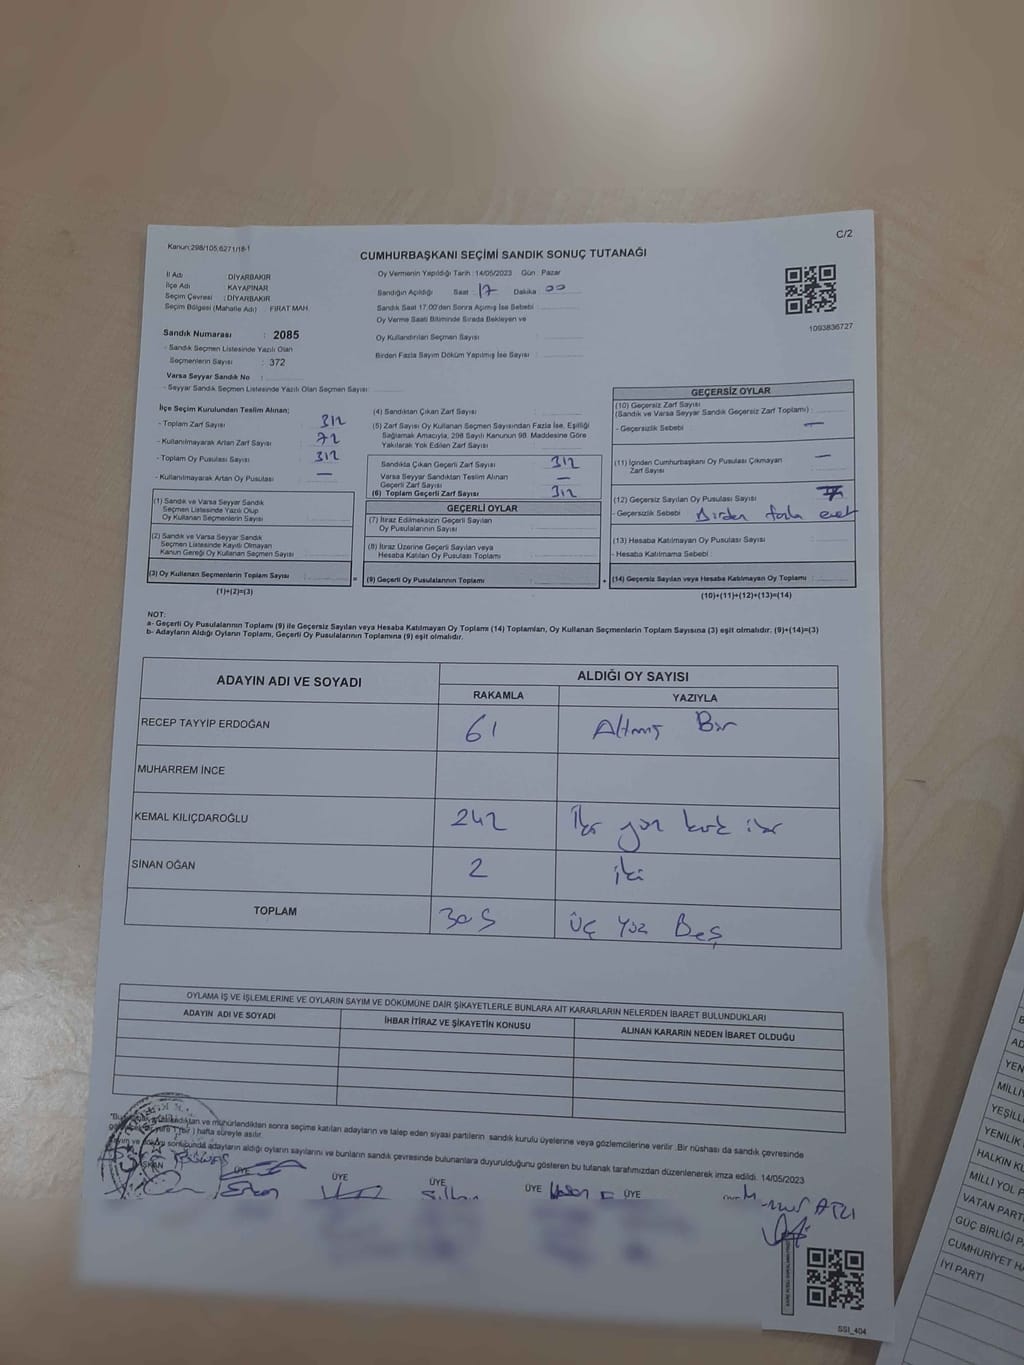 C/2
Kanun;298/105,6271/18-1
CUMHURBAŞKANI SEÇİMİ SANDIK SONUÇ TUTANAĞI
İl Adı : DİYARBAKIR
İlçe Adı : KAYAPINAR
Seçim Çevresi : DİYARBAKIR
Seçim Bölgesi (Mahalle Adı) FIRAT MAH.
Oy Vermenin Yapıldığı Tarih : 14/05/2023 Gün : Pazar
Sandığın Açıldığı Saat : 17 Dakika : 00
Sandık Saat 17.00'den Sonra Açılmış İse Sebebi :
Oy Verme Saati Bitiminde Sırada Bekleyen ve
Oy Kullandırılan Seçmen Sayısı :
Birden Fazla Sayım Döküm Yapılmış İse Sayısı :
1093836727
Sandık Numarası : 2085
- Sandık Seçmen Listesinde Yazılı Olan
Seçmenlerin Sayısı : 372
Varsa Seyyar Sandık No :
- Seyyar Sandık Seçmen Listesinde Yazılı Olan Seçmen Sayısı:
İlçe Seçim Kurulundan Teslim Alınan;
- Toplam Zarf Sayısı : 312
- Kullanılmayarak Artan Zarf Sayısı : 72
- Toplam Oy Pusulası Sayısı : 312
- Kullanılmayarak Artan Oy Pusulası : —
(1) Sandık ve Varsa Seyyar Sandık
Seçmen Listesinde Yazılı Olup
Oy Kullanan Seçmenlerin Sayısı :
(2) Sandık ve Varsa Seyyar Sandık
Seçmen Listesinde Kayıtlı Olmayan
Kanun Gereği Oy Kullanan Seçmen Sayısı :
(3) Oy Kullanan Seçmenlerin Toplam Sayısı :
(1)+(2)=(3)
(4) Sandıktan Çıkan Zarf Sayısı :
(5) Zarf Sayısı Oy Kullanan Seçmen Sayısından Fazla İse, Eşitliği
Sağlamak Amacıyla, 298 Sayılı Kanunun 98. Maddesine Göre
Yakılarak Yok Edilen Zarf Sayısı :
Sandıkta Çıkan Geçerli Zarf Sayısı : 312
Varsa Seyyar Sandıktan Teslim Alınan
Geçerli Zarf Sayısı : —
(6) Toplam Geçerli Zarf Sayısı : 312
GEÇERLİ OYLAR
(7) İtiraz Edilmeksizin Geçerli Sayılan
Oy Pusulalarının Sayısı :
(8) İtiraz Üzerine Geçerli Sayılan veya
Hesaba Katılan Oy Pusulası Toplamı :
= (9) Geçerli Oy Pusulalarının Toplamı :
GEÇERSİZ OYLAR
(10) Geçersiz Zarf Sayısı
(Sandık ve Varsa Seyyar Sandık Geçersiz Zarf Toplamı) :
- Geçersizlik Sebebi : —
(11) İçinden Cumhurbaşkanı Oy Pusulası Çıkmayan —
Zarf Sayısı :
(12) Geçersiz Sayılan Oy Pusulası Sayısı : 7
- Geçersizlik Sebebi : Birden fazla evet
(13) Hesaba Katılmayan Oy Pusulası Sayısı :
- Hesaba Katılmama Sebebi :
+ (14) Geçersiz Sayılan veya Hesaba Katılmayan Oy Toplamı :
(10)+(11)+(12)+(13)=(14)
NOT:
a- Geçerli Oy Pusulalarının Toplamı (9) ile Geçersiz Sayılan veya Hesaba Katılmayan Oy Toplamı (14) Toplamları, Oy Kullanan Seçmenlerin Toplam Sayısına (3) eşit olmalıdır. (9)+(14)=(3)
b- Adayların Aldığı Oyların Toplamı, Geçerli Oy Pusulalarının Toplamına (9) eşit olmalıdır.
ADAYIN ADI VE SOYADI ALDIĞI OY SAYISI
RAKAMLA YAZIYLA
RECEP TAYYİP ERDOĞAN 61 Altmış Bir
MUHARREM İNCE
KEMAL KILIÇDAROĞLU 242 İki yüz kırk iki
SİNAN OĞAN 2 iki
TOPLAM 305 Üç Yüz Beş
OYLAMA İŞ VE İŞLEMLERİNE VE OYLARIN SAYIM VE DÖKÜMÜNE DAİR ŞİKAYETLERLE BUNLARA AİT KARARLARIN NELERDEN İBARET BULUNDUKLARI
ADAYIN ADI VE SOYADI İHBAR İTİRAZ VE ŞİKAYETİN KONUSU ALINAN KARARIN NEDEN İBARET OLDUĞU
ve mühürlendikten sonra seçime katılan adayların ve talep eden siyasi partilerin sandık kurulu üyelerine veya gözlemcilerine verilir .Bir nüshası da sandık çevresinde
hafta süreyle asılır.
sonucunda adayların aldığı oyların sayılarını ve bunların sandık çevresinde bulunanlara duyurulduğunu gösteren bu tutanak tarafımızdan düzenlenerek imza edildi. 14/05/2023
ÜYE ÜYE ÜYE ÜYE ÜYE
SSI_404
YEŞİLL
YENİLİK
HALKIN KU
MİLLİ YOL P
VATAN PART
GÜÇ BİRLİĞİ P
CUMHURİYET HA
İYİ PARTİ